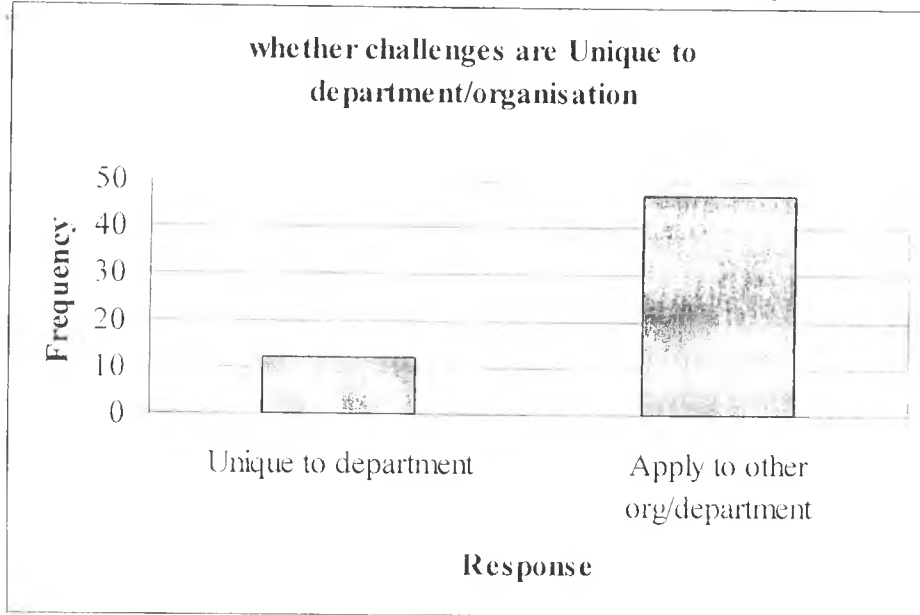 whether challenges are Unique to
department/organisation
50
40
30
20
10
0
Frequency
Unique to department
Apply to other
org/department
Response